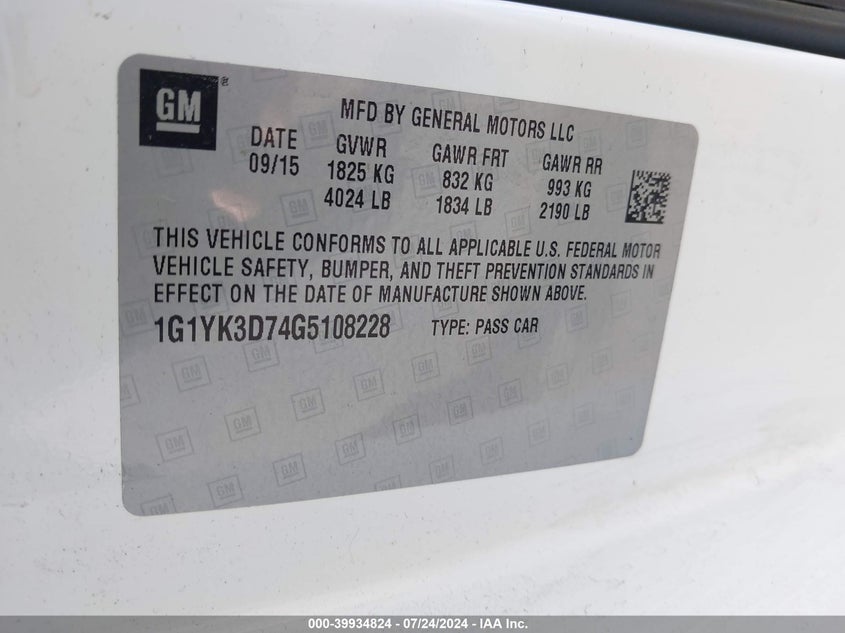 GM®
MFD BY GENERAL MOTORS LLC
DATE GVWR GAWR FRT GAWR RR
09/15 1825 KG 832 KG 993 KG
4024 LB 1834 LB 2190 LB
THIS VEHICLE CONFORMS TO ALL APPLICABLE U.S. FEDERAL MOTOR
VEHICLE SAFETY, BUMPER, AND THEFT PREVENTION STANDARDS IN
EFFECT ON THE DATE OF MANUFACTURE SHOWN ABOVE.
1G1YK3D74G5108228 TYPE: PASS CAR
000-39934824 - 07/24/2024 - IAA Inc.